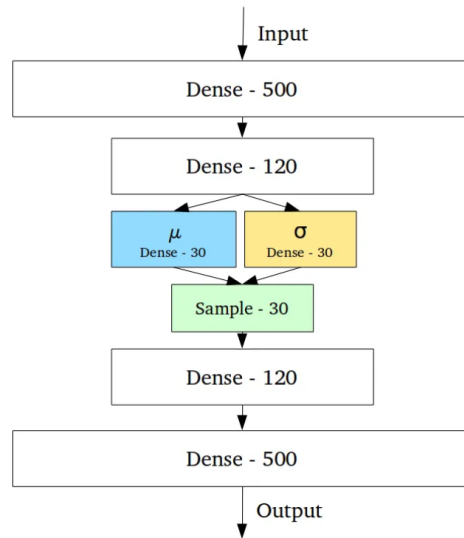 Input
Dense - 500
Dense - 120
μ
Dense - 30
σ
Dense - 30
Sample - 30
Dense - 120
Dense - 500
Output